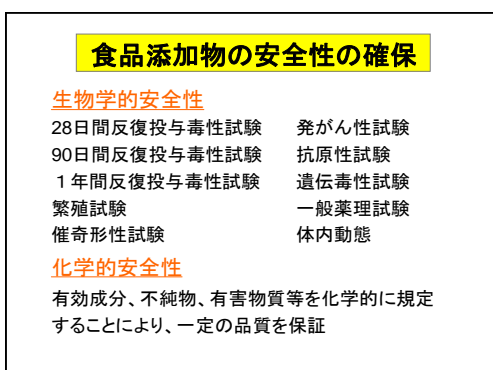 食品添加物の安全性の確保
生物学的安全性
28日間反復投与毒性試験　発がん性試験
90日間反復投与毒性試験　抗原性試験
１年間反復投与毒性試験　遺伝毒性試験
繁殖試験　一般薬理試験
催奇形性試験　体内動態
化学的安全性
有効成分、不純物、有害物質等を化学的に規定
することにより、一定の品質を保証